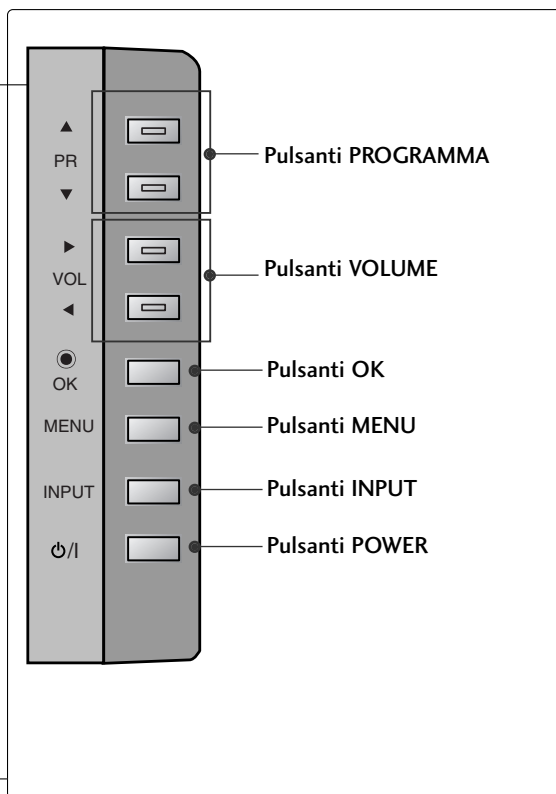 PR
VOL
OK
MENU
INPUT
/I
Pulsanti PROGRAMMA
Pulsanti VOLUME
Pulsanti OK
Pulsanti MENU
Pulsanti INPUT
Pulsanti POWER